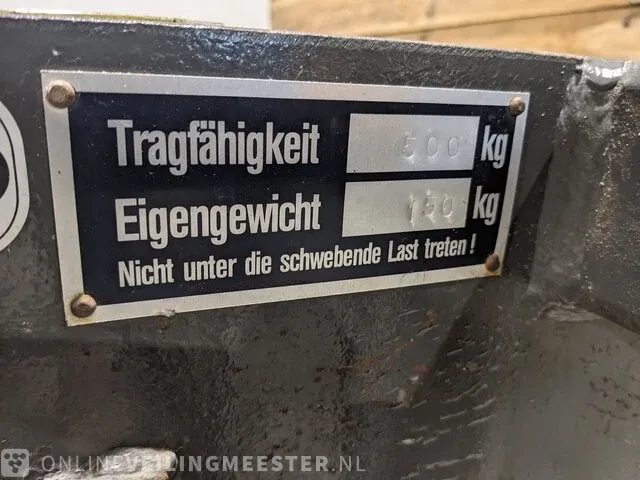 Tragfähigkeit 500 kg
Eigengewicht 150 kg
Nicht unter die schwebende Last treten !
ONLINEVEILINGMEESTER.NL